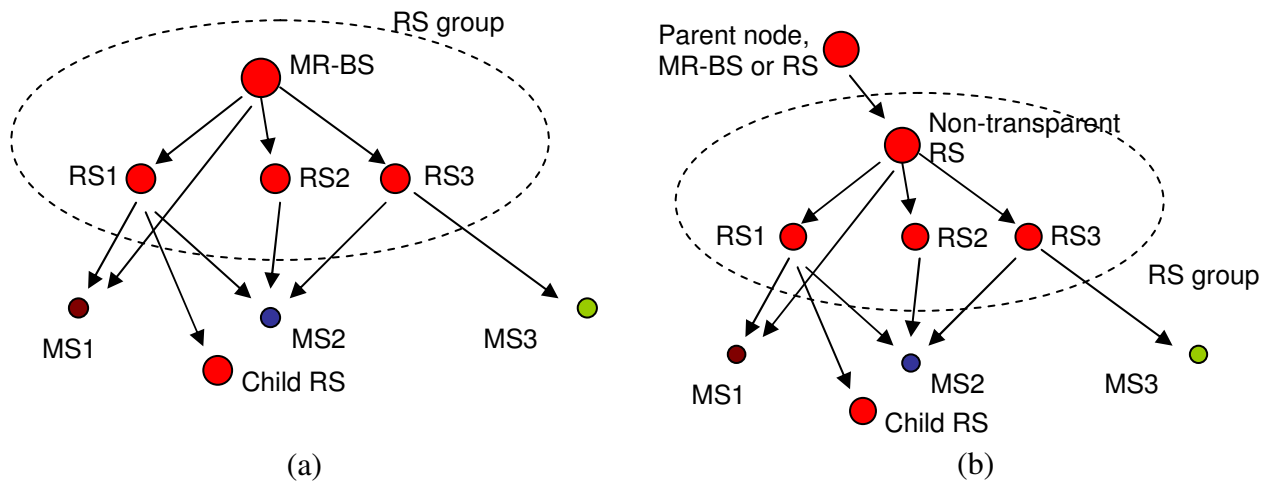 RS group
MR-BS
RS1
RS2
RS3
MS1
MS2
MS3
Child RS
(a)
Parent node,
MR-BS or RS
Non-transparent
RS
RS1
RS2
RS3
RS group
MS1
MS2
MS3
Child RS
(b)